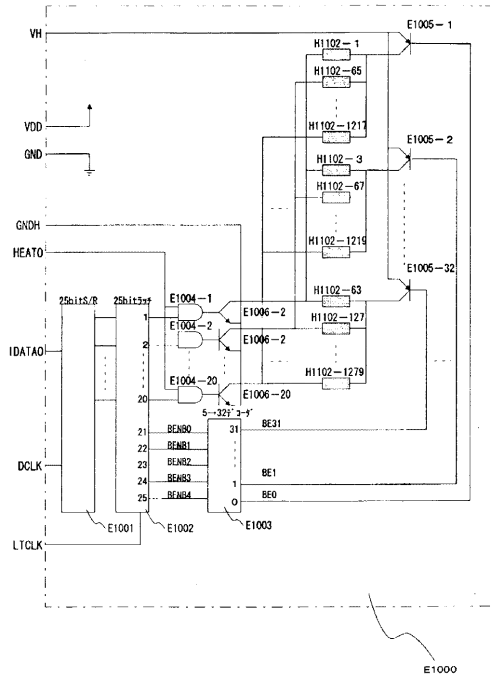 E1005-1
VH
H1102-1
H1102-65
VDD
H1102-1217
E1005-2
GND
H1102-3
H1102-67
GNDH
HEATO
H1102-1219
E1005-32
25bitS/R
25bitラッチ
E1004-1
H1102-63
1
E1006-2
E1004-2
H1102-127
2
E1006-2
IDATAO
E1004-20
H1102-1279
20
E1006-20
5→32デコーダ
21
BENB0
31
BE31
22
BENB1
23
BENB2
DCLK
24
BENB3
1
BE1
25
BENB4
0
BE0
E1001
E1002
E1003
LTCLK
E1000